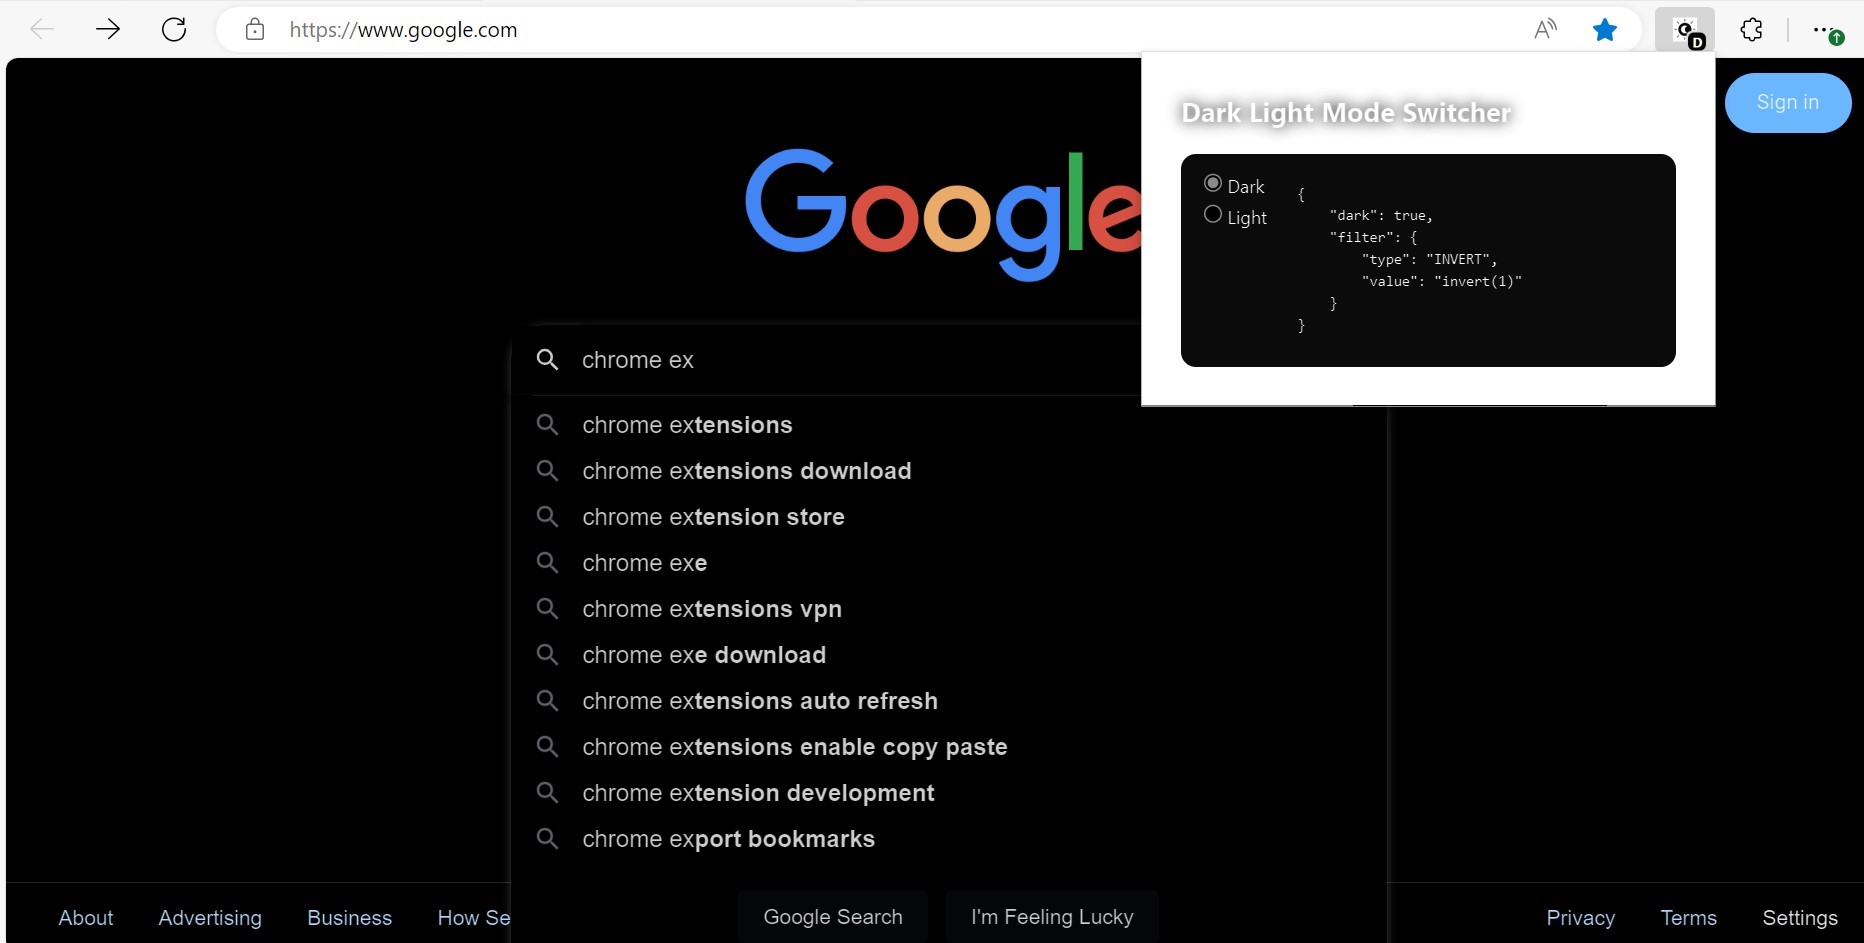 https://www.google.com
D
Sign in
Dark Light Mode Switcher
Dark
Light
{
    "dark": true,
    "filter": {
        "type": "INVERT",
        "value": "invert(1)"
    }
}
Google
chrome ex
chrome extensions
chrome extensions download
chrome extension store
chrome exe
chrome extensions vpn
chrome exe download
chrome extensions auto refresh
chrome extensions enable copy paste
chrome extension development
chrome export bookmarks
Google Search I'm Feeling Lucky
About Advertising Business How Se Privacy Terms Settings